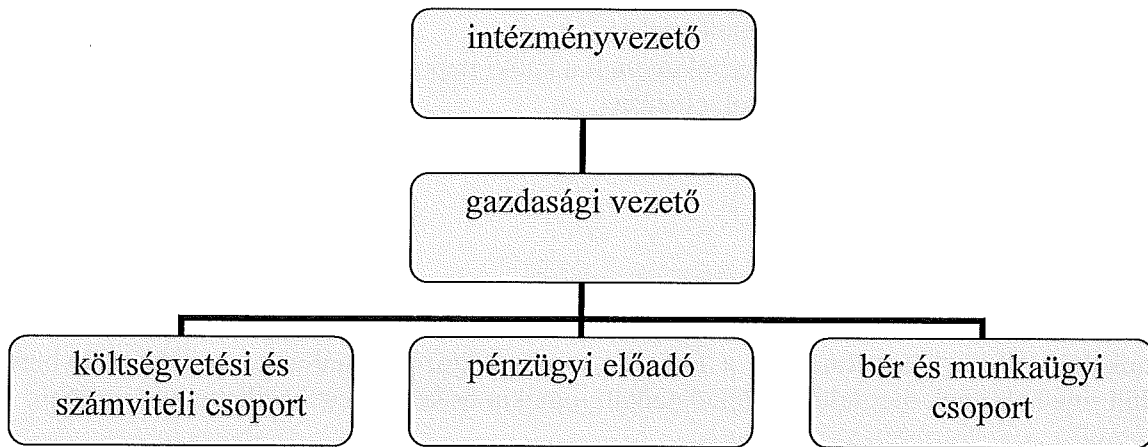 intézményvezető
gazdasági vezető
költségvetési és
számviteli csoport
pénzügyi előadó
bér és munkaügyi
csoport